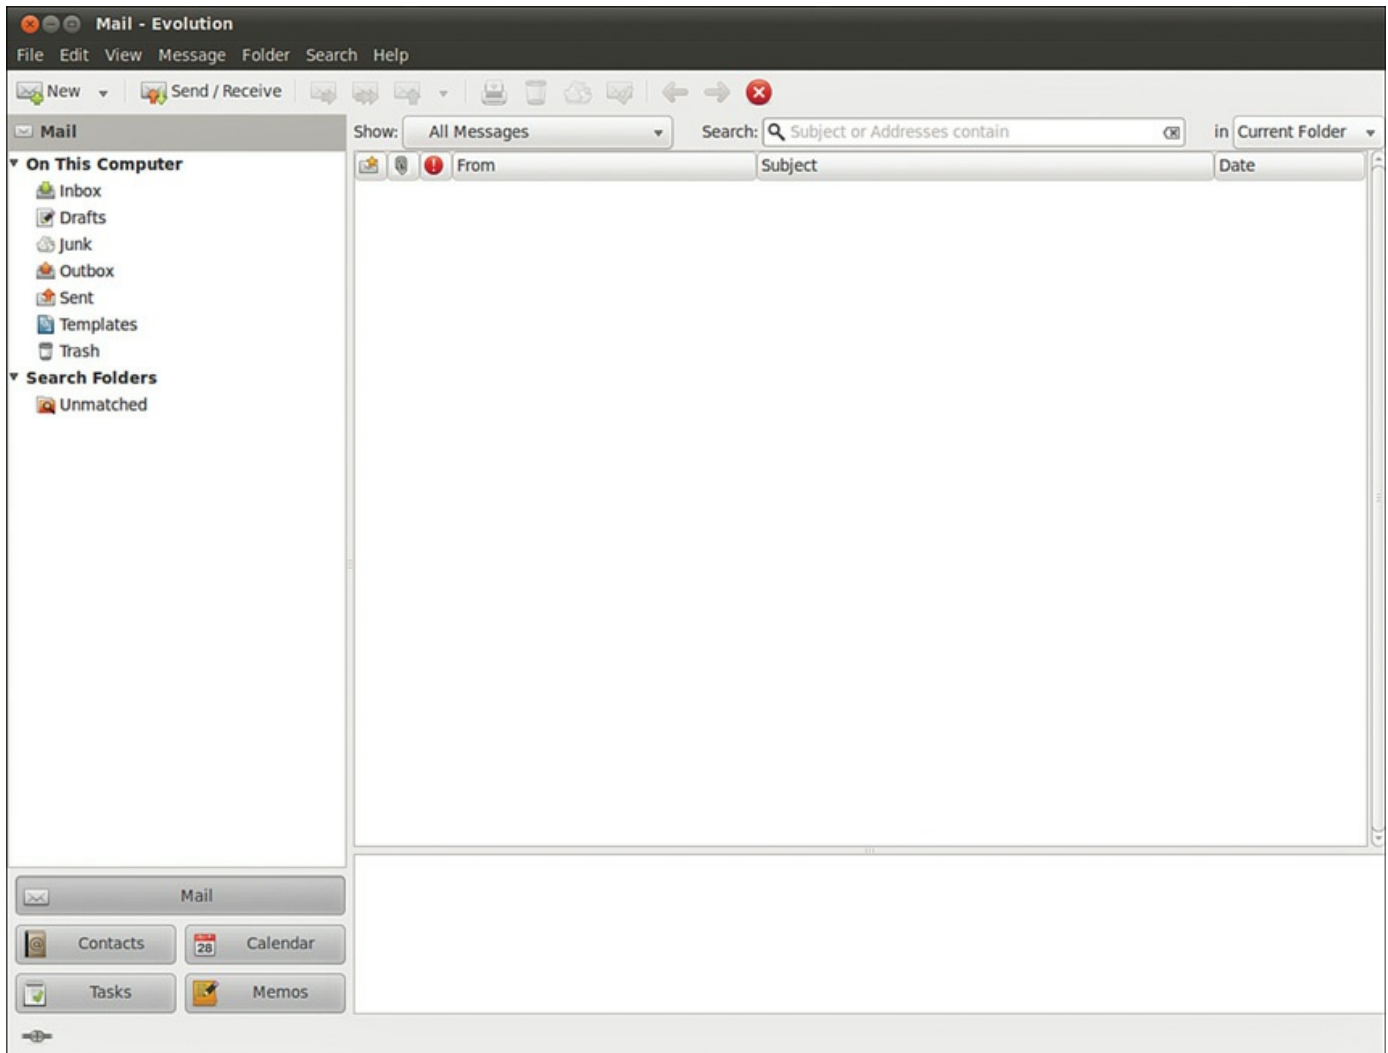 Mail - Evolution
File Edit View Message Folder Search Help
New Send / Receive
Mail
Show: All Messages Search: Subject or Addresses contain in Current Folder
From Subject Date
On This Computer
Inbox
Drafts
Junk
Outbox
Sent
Templates
Trash
Search Folders
Unmatched
Mail
Contacts 28 Calendar
Tasks Memos